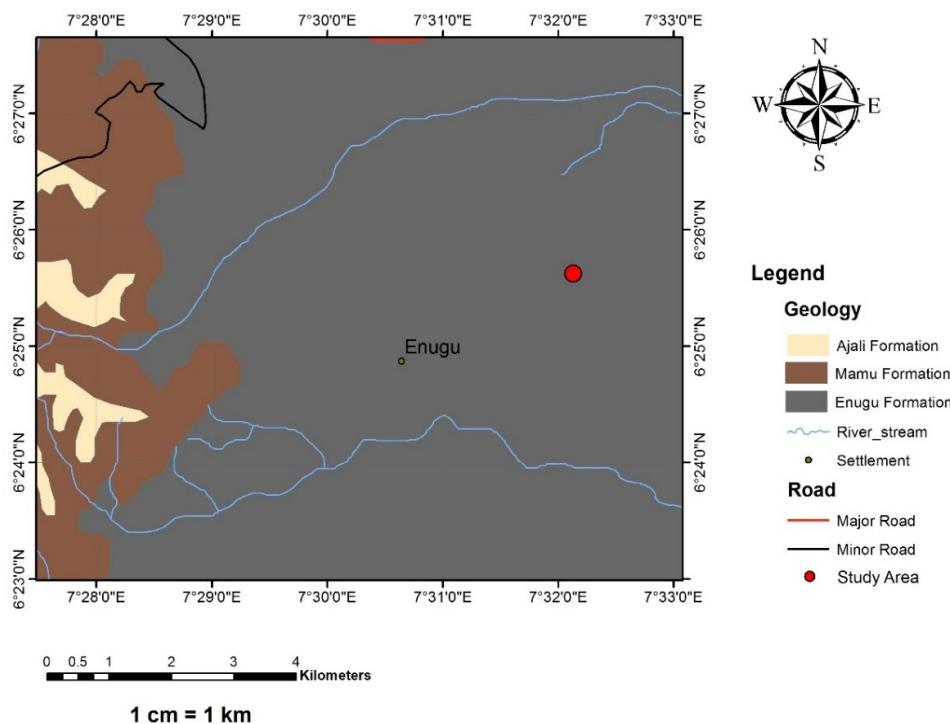 7°28'0"E 7°29'0"E 7°30'0"E 7°31'0"E 7°32'0"E 7°33'0"E
6°27'0"N 6°27'0"N
6°26'0"N 6°26'0"N
6°25'0"N 6°25'0"N
6°24'0"N 6°24'0"N
6°23'0"N 6°23'0"N
Enugu
7°28'0"E 7°29'0"E 7°30'0"E 7°31'0"E 7°32'0"E 7°33'0"E
N
W E
S
Legend
Geology
Ajali Formation
Mamu Formation
Enugu Formation
River_stream
Settlement
Road
Major Road
Minor Road
Study Area
0 0.5 1 2 3 4
Kilometers
1 cm = 1 km